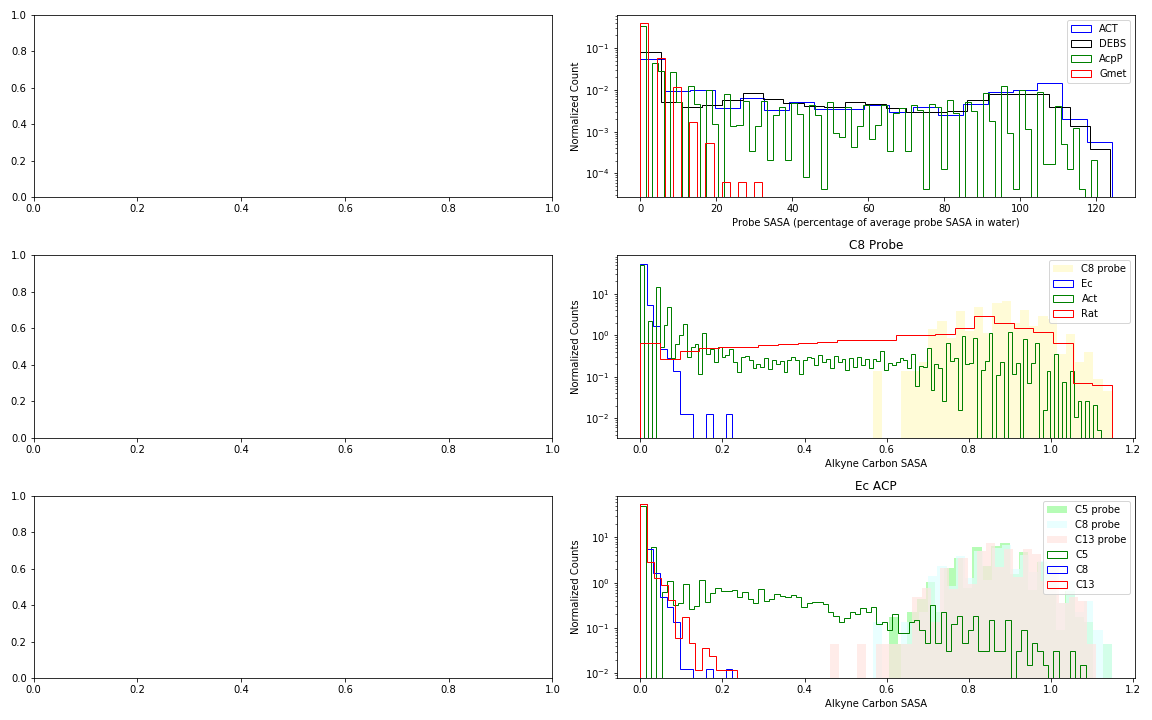 1.0
0.8
0.6
0.4
0.2
0.0
0.0 0.2 0.4 0.6 0.8 1.0
Normalized Count
10⁻¹
10⁻²
10⁻³
10⁻⁴
ACT
DEBS
AcpP
Gmet
0 20 40 60 80 100 120
Probe SASA (percentage of average probe SASA in water)
1.0
0.8
0.6
0.4
0.2
0.0
0.0 0.2 0.4 0.6 0.8 1.0
C8 Probe
Normalized Counts
10¹
10⁰
10⁻¹
10⁻²
C8 probe
Ec
Act
Rat
0.0 0.2 0.4 0.6 0.8 1.0 1.2
Alkyne Carbon SASA
1.0
0.8
0.6
0.4
0.2
0.0
0.0 0.2 0.4 0.6 0.8 1.0
Ec ACP
Normalized Counts
10¹
10⁰
10⁻¹
10⁻²
C5 probe
C8 probe
C13 probe
C5
C8
C13
0.0 0.2 0.4 0.6 0.8 1.0 1.2
Alkyne Carbon SASA